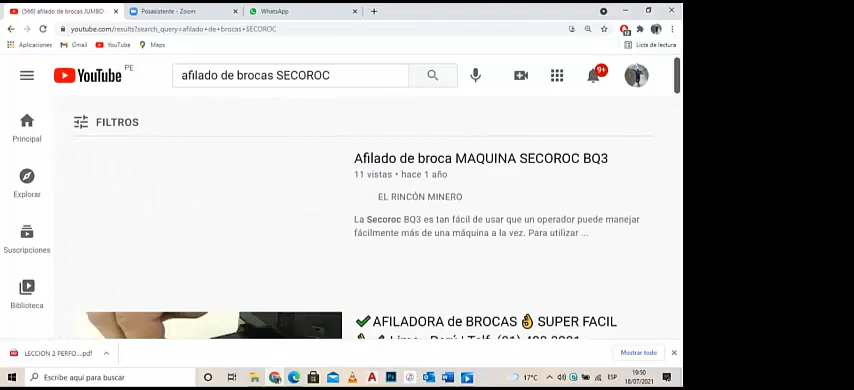 (566) afilado de brocas JUMBO -
Posasistente - Zoom
WhatsApp
youtube.com/results?search_query=afilado+de+brocas+SECOROC
Aplicaciones
Gmail
YouTube
Maps
Lista de lectura
YouTube PE
afilado de brocas SECOROC
9+
FILTROS
Principal
Explorar
Suscripciones
Biblioteca
Afilado de broca MAQUINA SECOROC BQ3
11 vistas • hace 1 año
EL RINCÓN MINERO
La Secoroc BQ3 es tan fácil de usar que un operador puede manejar
fácilmente más de una máquina a la vez. Para utilizar ...
AFILADORA de BROCAS SUPER FACIL
LECCION 2 PERFO....pdf
Mostrar todo
Escribe aquí para buscar
17°C
ESP
19:50
18/07/2021